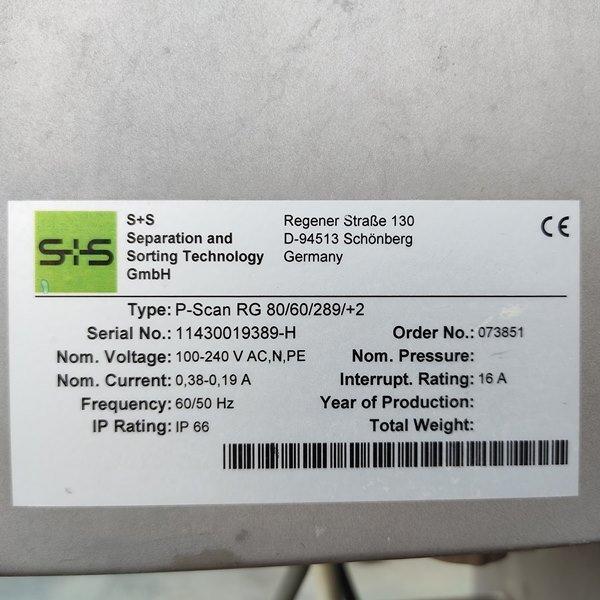 S+S
S+S
Separation and
Sorting Technology
GmbH
Regener Straße 130
D-94513 Schönberg
Germany
CE
Type: P-Scan RG 80/60/289/+2
Serial No.: 11430019389-H
Order No.: 073851
Nom. Voltage: 100-240 V AC,N,PE
Nom. Pressure:
Nom. Current: 0,38-0,19 A
Interrupt. Rating: 16 A
Frequency: 60/50 Hz
Year of Production:
IP Rating: IP 66
Total Weight: